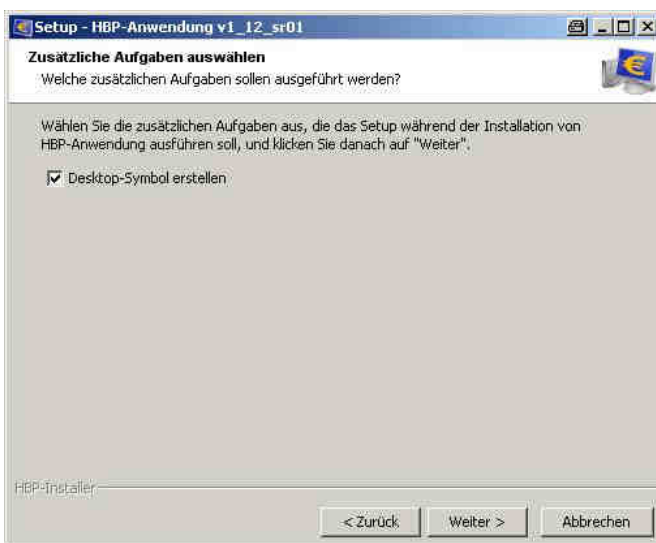 Setup - HBP-Anwendung v1_12_sr01
Zusätzliche Aufgaben auswählen
Welche zusätzlichen Aufgaben sollen ausgeführt werden?
€
Wählen Sie die zusätzlichen Aufgaben aus, die das Setup während der Installation von
HBP-Anwendung ausführen soll, und klicken Sie danach auf "Weiter".
Desktop-Symbol erstellen
HBP-Installer
< Zurück
Weiter >
Abbrechen